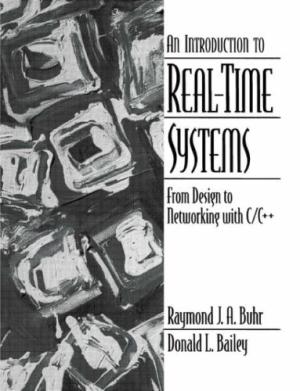 An Introduction to
Real-Time
Systems
From Design to
Networking with C/C++
Raymond J. A. Buhr
Donald L. Bailey